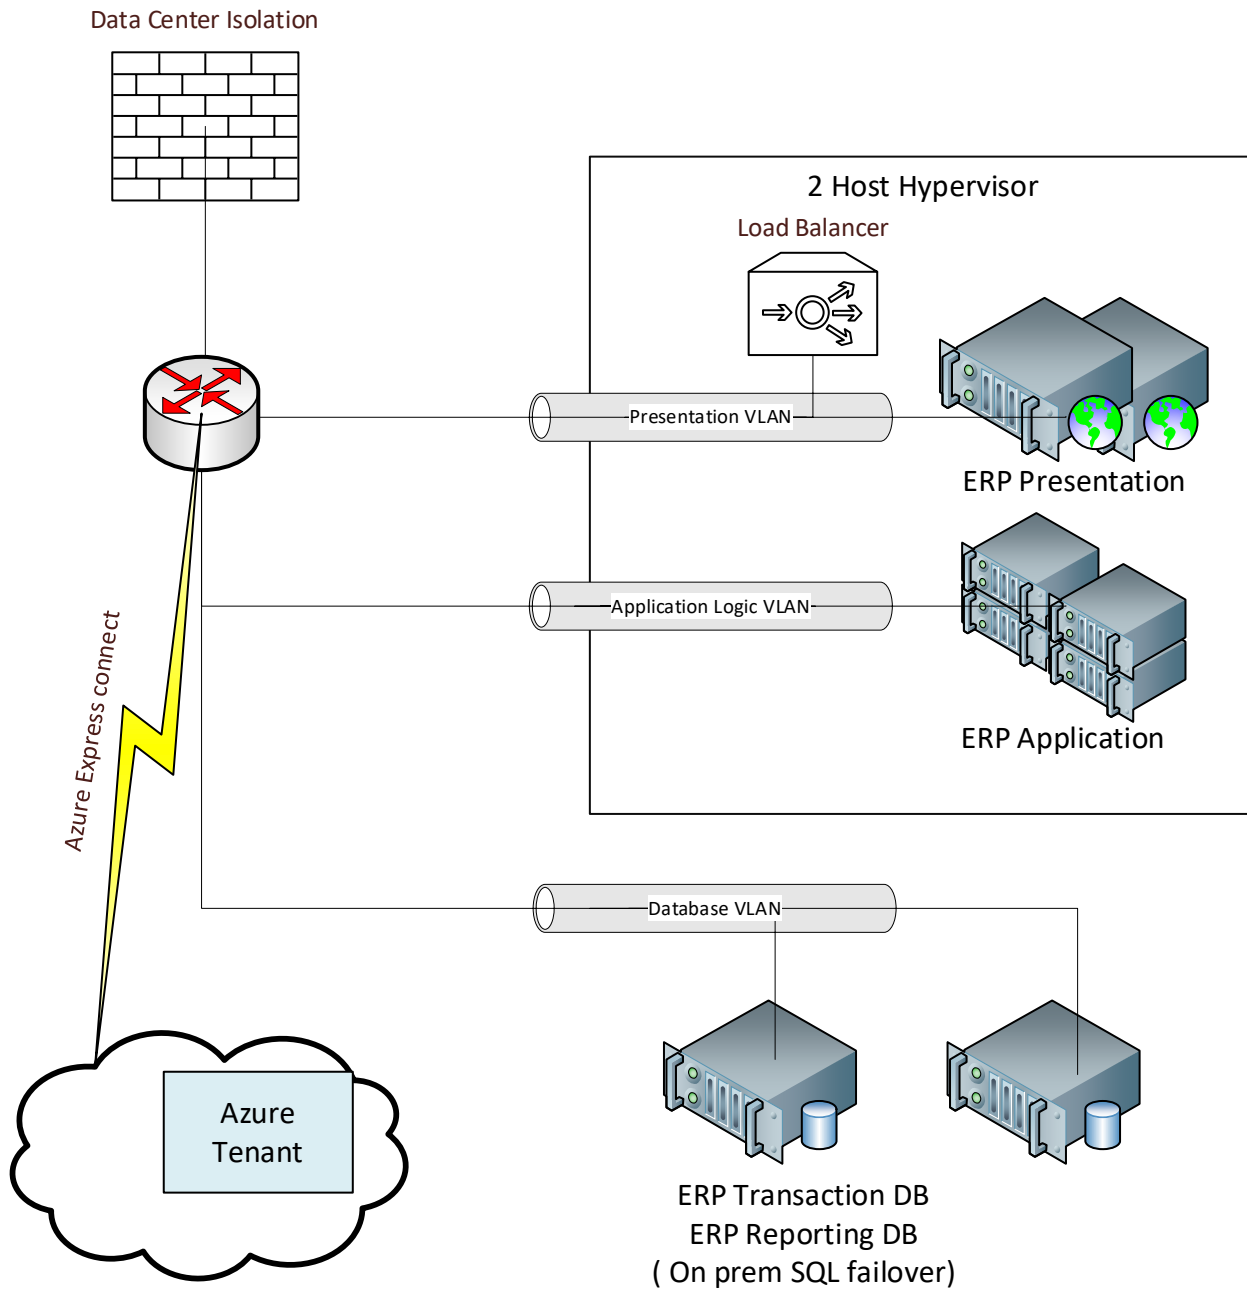 Data Center Isolation
2 Host Hypervisor
Load Balancer
Presentation VLAN
ERP Presentation
Application Logic VLAN
ERP Application
Azure Express connect
Database VLAN
Azure
Tenant
ERP Transaction DB
ERP Reporting DB
( On prem SQL failover)